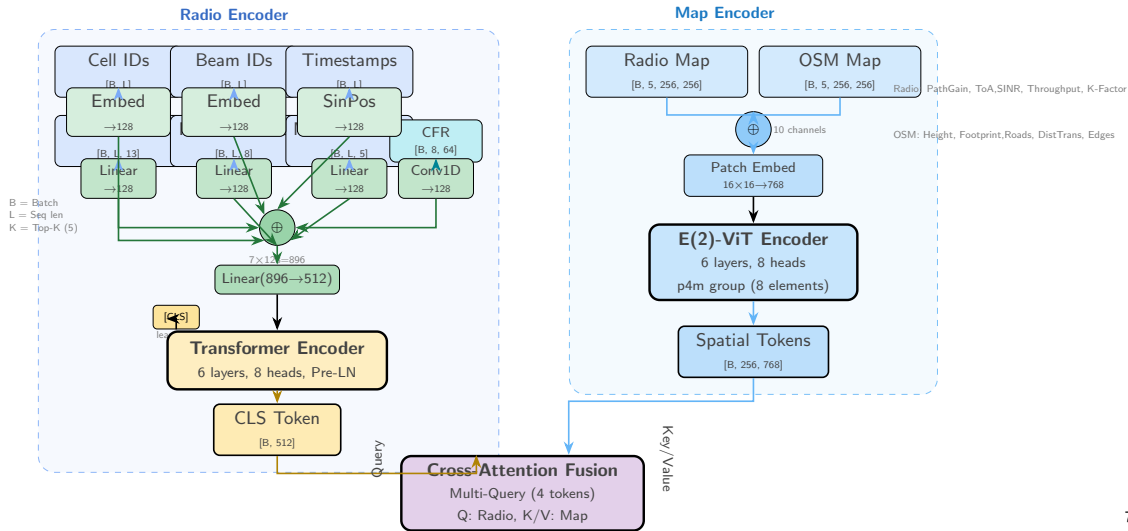 Radio Encoder
Cell IDs
[B, L]
Beam IDs
[B, L]
Timestamps
[B, L]
Embed
→128
Embed
→128
SinPos
→128
[B, L, 13]
[B, L, 8]
[B, L, 5]
CFR
[B, 8, 64]
Linear
→128
Linear
→128
Linear
→128
Conv1D
→128
B = Batch
L = Seq len
K = Top-K (5)
⊕
7×128=896
Linear(896→512)
[CLS]
Transformer Encoder
6 layers, 8 heads, Pre-LN
CLS Token
[B, 512]
Query
Map Encoder
Radio Map
[B, 5, 256, 256]
OSM Map
[B, 5, 256, 256]
Radio: PathGain, ToA,SINR, Throughput, K-Factor
⊕
10 channels
OSM: Height, Footprint,Roads, DistTrans, Edges
Patch Embed
16×16→768
E(2)-ViT Encoder
6 layers, 8 heads
p4m group (8 elements)
Spatial Tokens
[B, 256, 768]
Key/Value
Cross-Attention Fusion
Multi-Query (4 tokens)
Q: Radio, K/V: Map